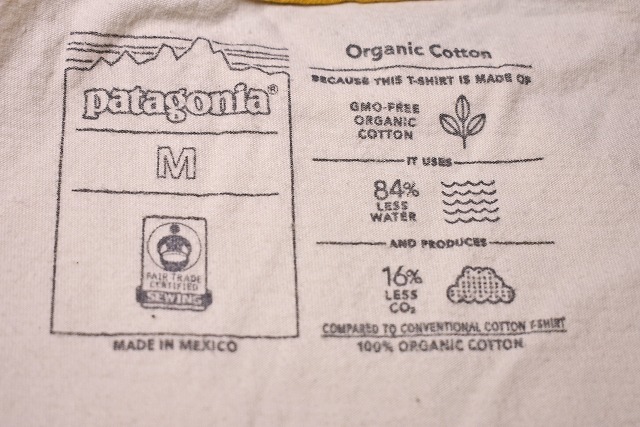 patagonia®
M
FAIR TRADE
CERTIFIED
SEWING
MADE IN MEXICO
Organic Cotton
BECAUSE THIS T-SHIRT IS MADE OF
GMO-FREE
ORGANIC
COTTON
IT USES
84%
LESS
WATER
AND PRODUCES
16%
LESS
CO₂
COMPARED TO CONVENTIONAL COTTON T-SHIRT
100% ORGANIC COTTON